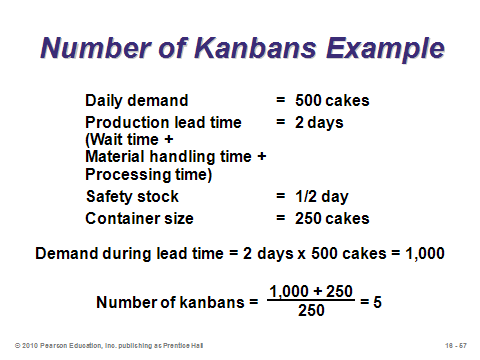 Number of Kanbans Example
Daily demand = 500 cakes
Production lead time = 2 days
(Wait time +
Material handling time +
Processing time)
Safety stock = 1/2 day
Container size = 250 cakes
Demand during lead time = 2 days x 500 cakes = 1,000
1,000 + 250
Number of kanbans = = 5
250
© 2010 Pearson Education, Inc. publishing as Prentice Hall 16 - 57